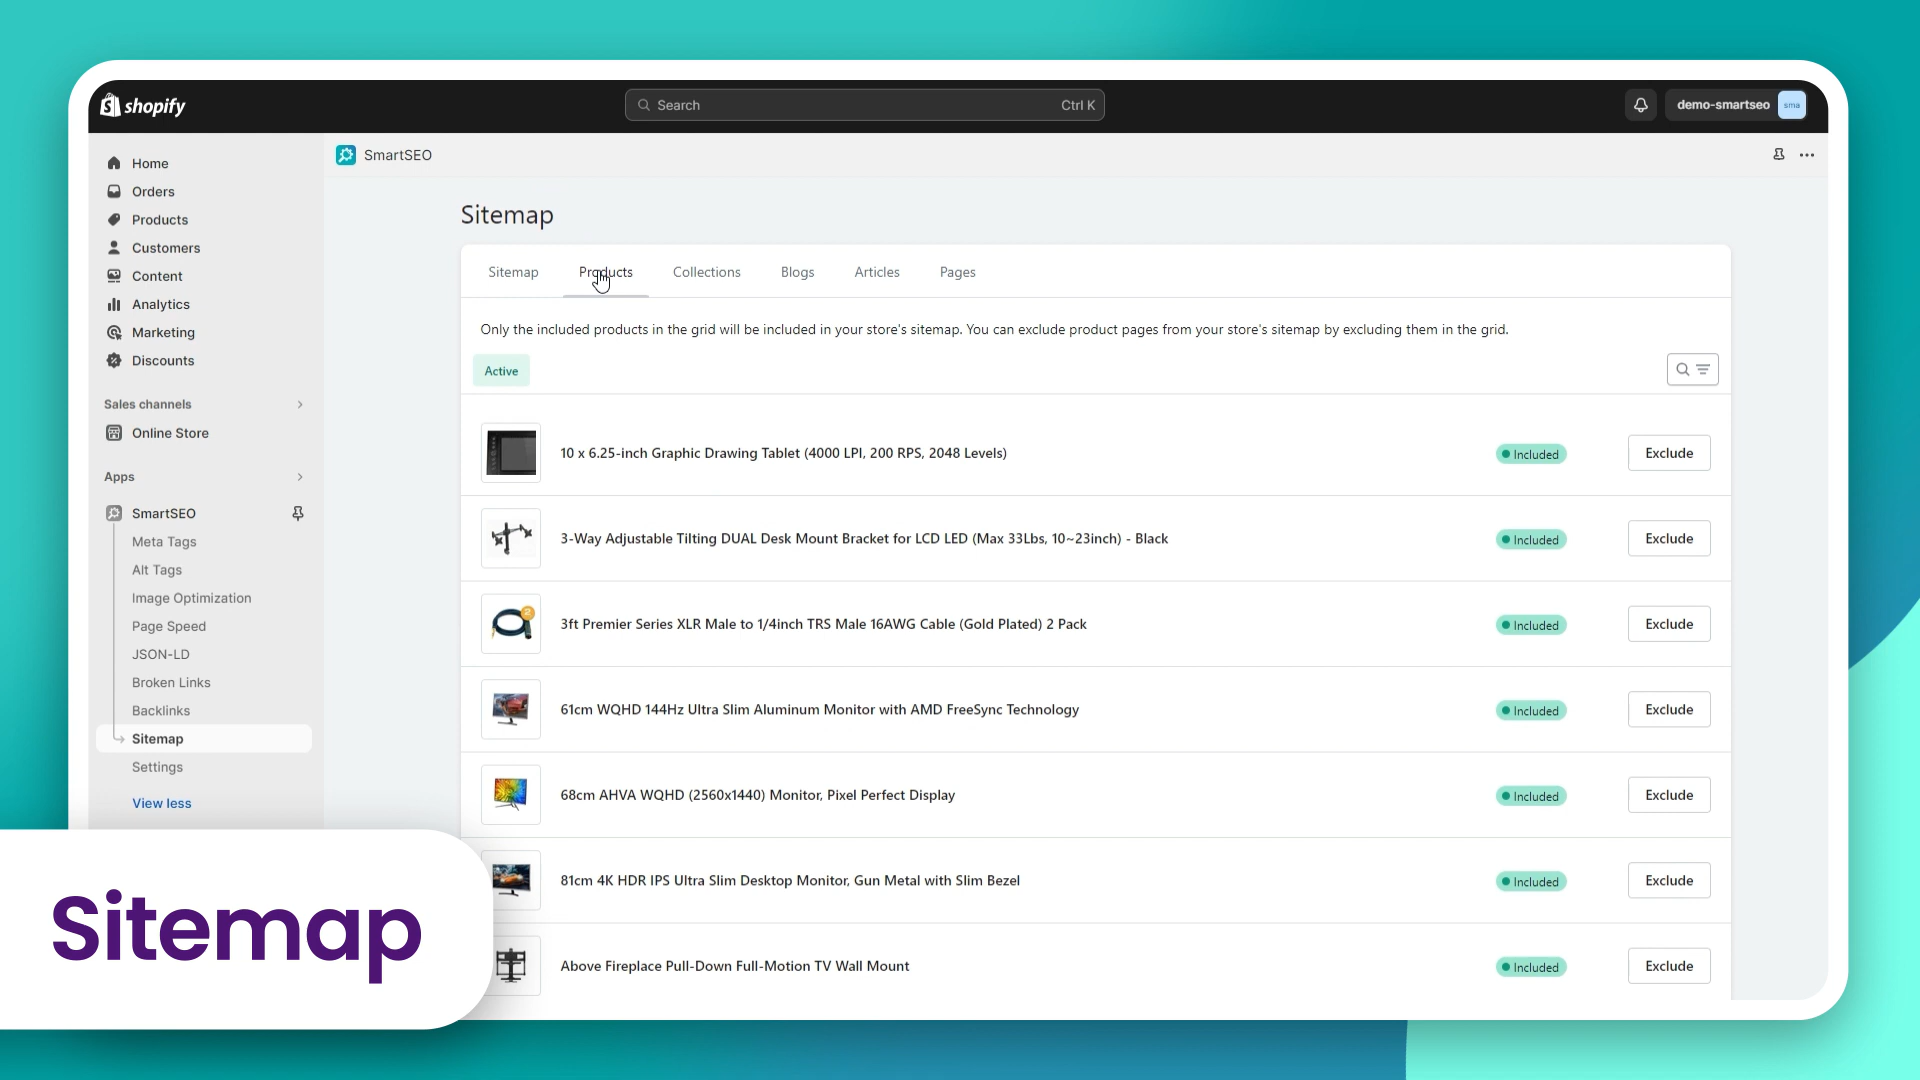 shopify
Search Ctrl K
demo-smartseo sma
Home
Orders
Products
Customers
Content
Analytics
Marketing
Discounts
Sales channels
Online Store
Apps
SmartSEO
Meta Tags
Alt Tags
Image Optimization
Page Speed
JSON-LD
Broken Links
Backlinks
Sitemap
Settings
View less
SmartSEO
Sitemap
Sitemap Products Collections Blogs Articles Pages
Only the included products in the grid will be included in your store's sitemap. You can exclude product pages from your store's sitemap by excluding them in the grid.
Active
10 x 6.25-inch Graphic Drawing Tablet (4000 LPI, 200 RPS, 2048 Levels) Included Exclude
3-Way Adjustable Tilting DUAL Desk Mount Bracket for LCD LED (Max 33Lbs, 10~23inch) - Black Included Exclude
2
3ft Premier Series XLR Male to 1/4inch TRS Male 16AWG Cable (Gold Plated) 2 Pack Included Exclude
61cm WQHD 144Hz Ultra Slim Aluminum Monitor with AMD FreeSync Technology Included Exclude
68cm AHVA WQHD (2560x1440) Monitor, Pixel Perfect Display Included Exclude
81cm 4K HDR IPS Ultra Slim Desktop Monitor, Gun Metal with Slim Bezel Included Exclude
Above Fireplace Pull-Down Full-Motion TV Wall Mount Included Exclude
Sitemap